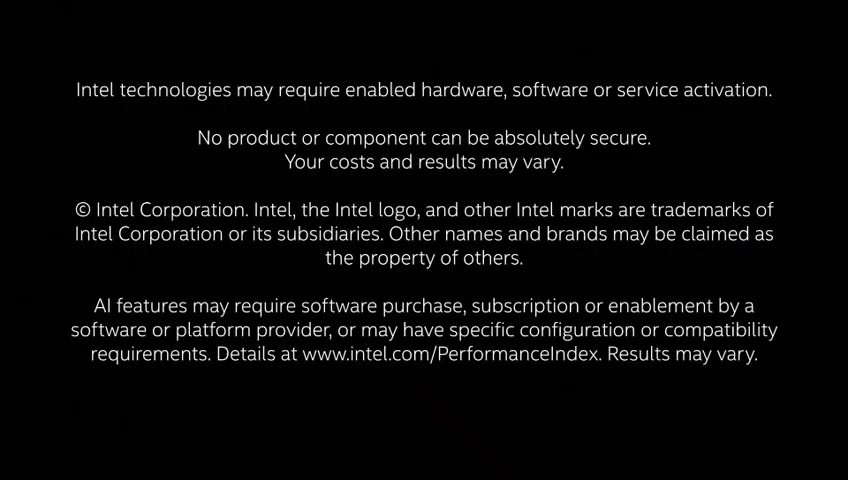 Intel technologies may require enabled hardware, software or service activation.
No product or component can be absolutely secure.
Your costs and results may vary.
© Intel Corporation. Intel, the Intel logo, and other Intel marks are trademarks of
Intel Corporation or its subsidiaries. Other names and brands may be claimed as
the property of others.
AI features may require software purchase, subscription or enablement by a
software or platform provider, or may have specific configuration or compatibility
requirements. Details at www.intel.com/PerformanceIndex. Results may vary.